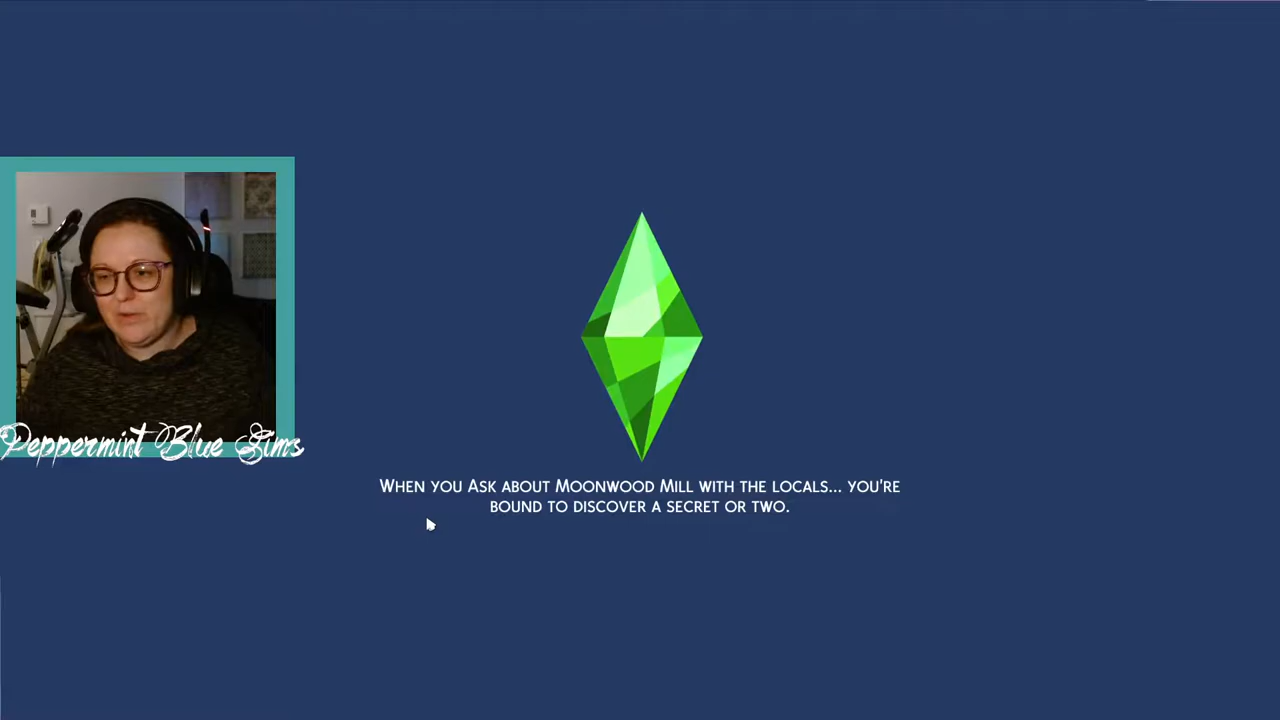 Peppermint Blue Sims
When you Ask about Moonwood Mill with the locals... you're
bound to discover a secret or two.